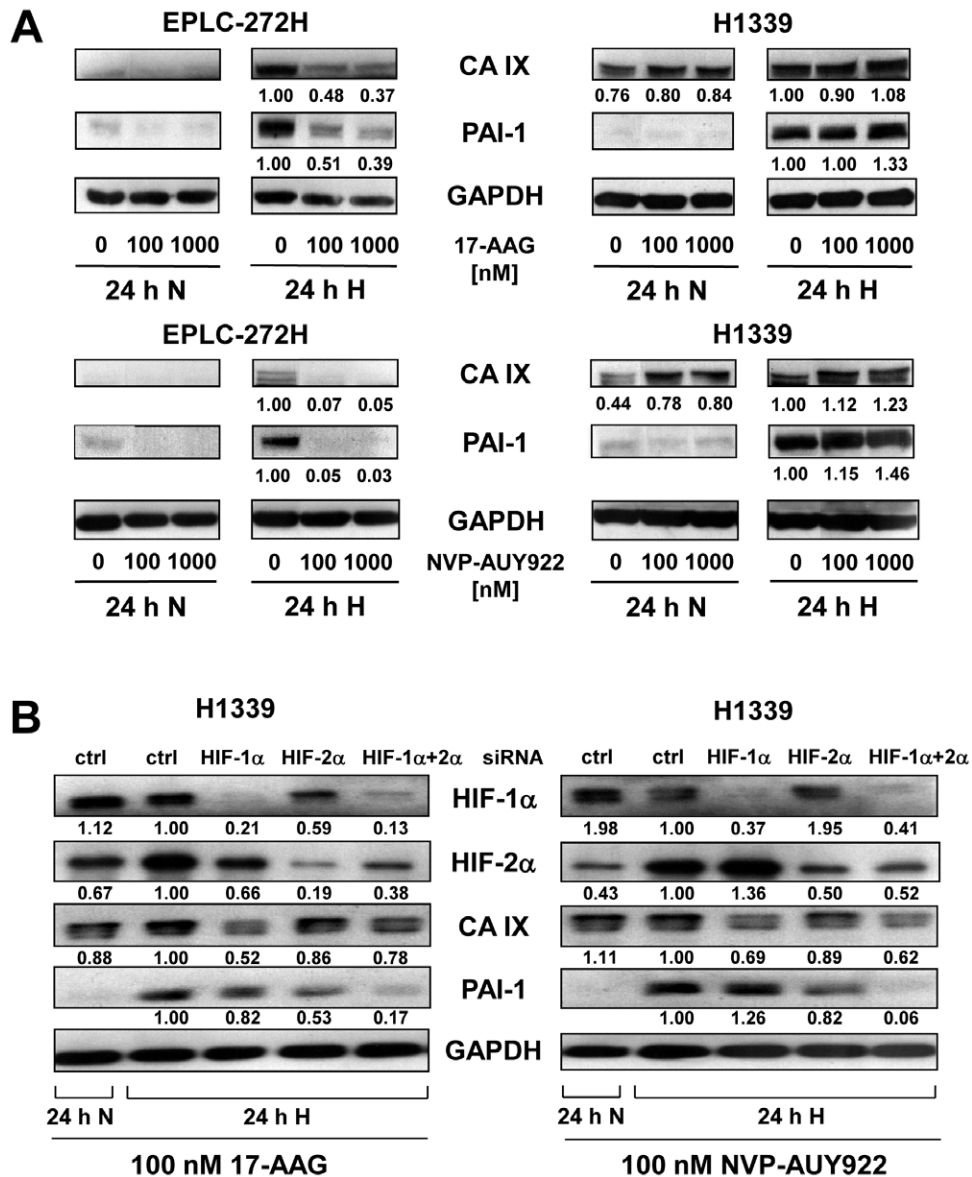 A
EPLC-272H H1339
CA IX
1.00 0.48 0.37 0.76 0.80 0.84 1.00 0.90 1.08
PAI-1
1.00 0.51 0.39 1.00 1.00 1.33
GAPDH
0 100 1000 0 100 1000 17-AAG 0 100 1000 0 100 1000
[nM]
24 h N 24 h H 24 h N 24 h H
EPLC-272H H1339
CA IX
1.00 0.07 0.05 0.44 0.78 0.80 1.00 1.12 1.23
PAI-1
1.00 0.05 0.03 1.00 1.15 1.46
GAPDH
0 100 1000 0 100 1000 NVP-AUY922 0 100 1000 0 100 1000
[nM]
24 h N 24 h H 24 h N 24 h H
B
H1339 H1339
ctrl ctrl HIF-1α HIF-2α HIF-1α+2α siRNA ctrl ctrl HIF-1α HIF-2α HIF-1α+2α
HIF-1α
1.12 1.00 0.21 0.59 0.13 1.98 1.00 0.37 1.95 0.41
HIF-2α
0.67 1.00 0.66 0.19 0.38 0.43 1.00 1.36 0.50 0.52
CA IX
0.88 1.00 0.52 0.86 0.78 1.11 1.00 0.69 0.89 0.62
PAI-1
1.00 0.82 0.53 0.17 1.00 1.26 0.82 0.06
GAPDH
24 h N 24 h H 24 h N 24 h H
100 nM 17-AAG 100 nM NVP-AUY922